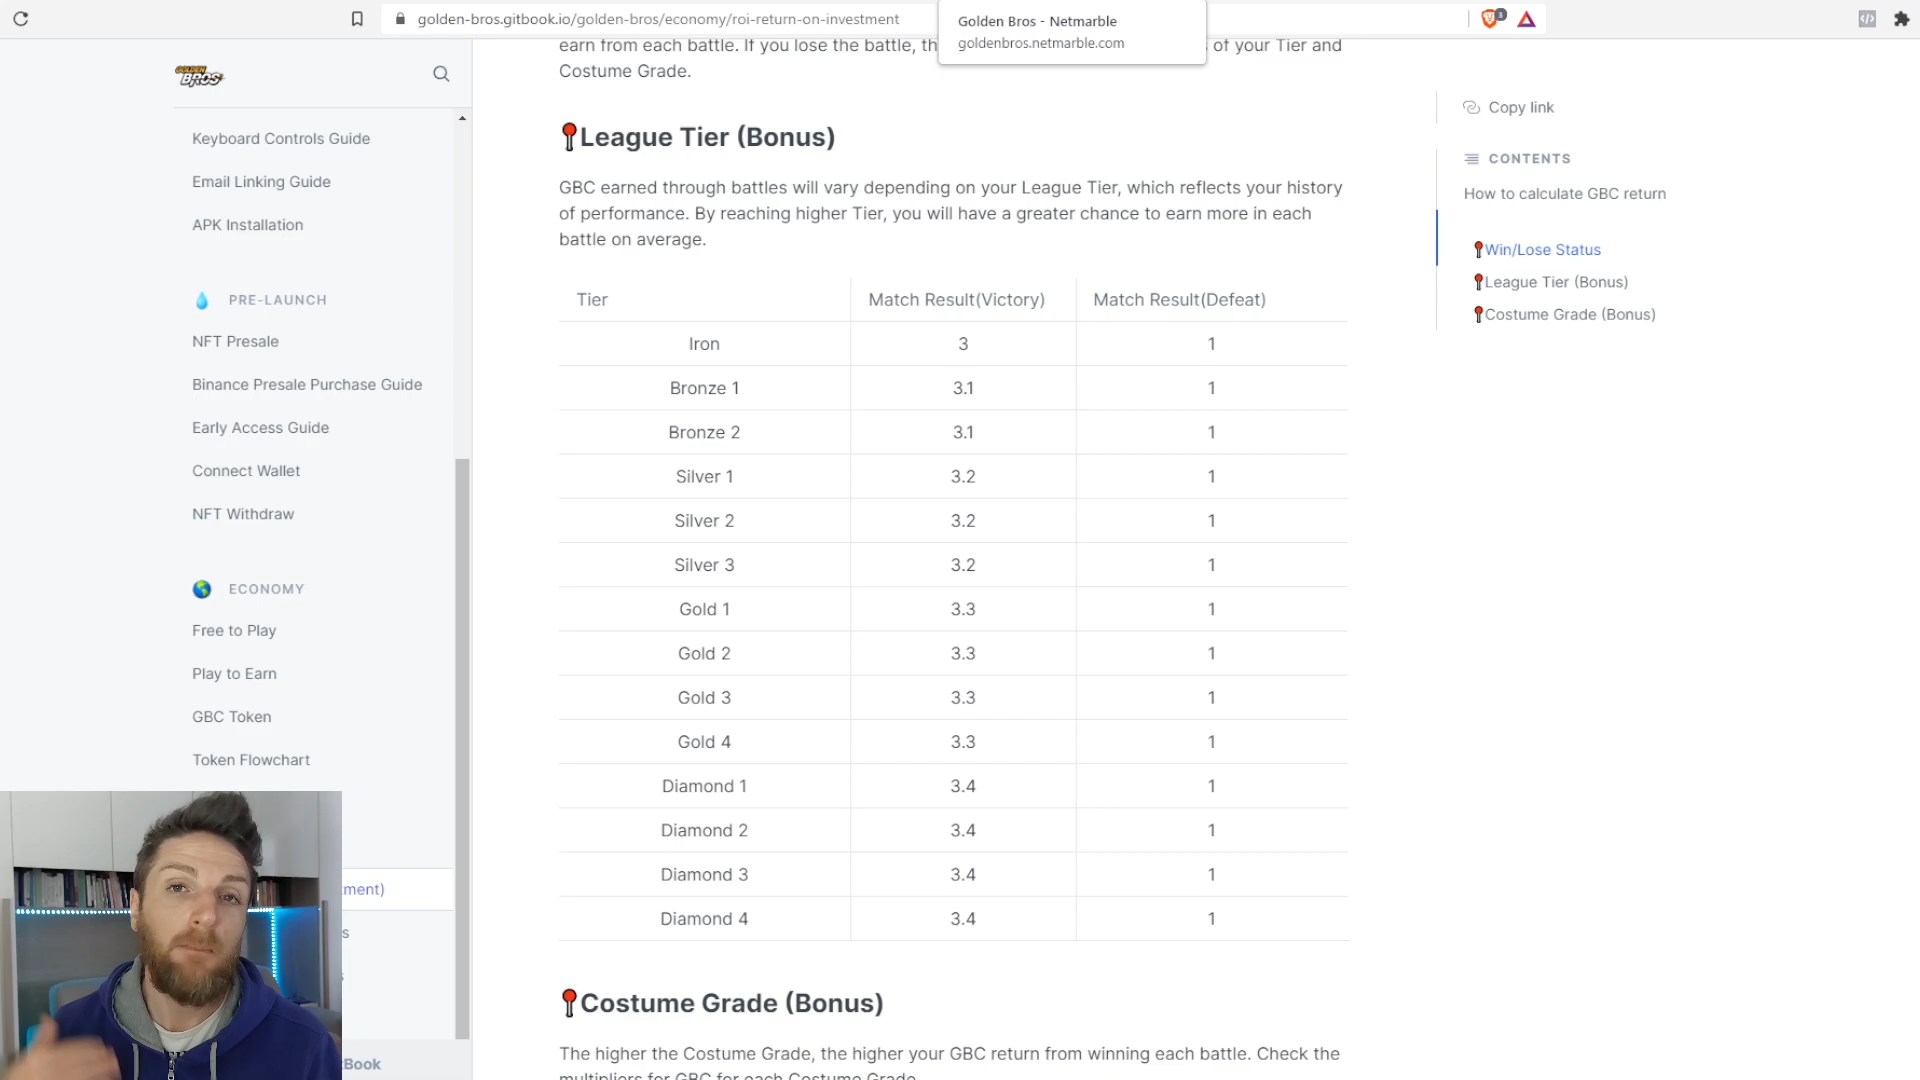 golden-bros.gitbook.io/golden-bros/economy/roi-return-on-investment
Golden Bros - Netmarble
goldenbros.netmarble.com
3
GOLDEN
BROS
Keyboard Controls Guide
Email Linking Guide
APK Installation
PRE-LAUNCH
NFT Presale
Binance Presale Purchase Guide
Early Access Guide
Connect Wallet
NFT Withdraw
ECONOMY
Free to Play
Play to Earn
GBC Token
Token Flowchart
ment)
s
Book
earn from each battle. If you lose the battle, th of your Tier and
Costume Grade.
League Tier (Bonus)
GBC earned through battles will vary depending on your League Tier, which reflects your history
of performance. By reaching higher Tier, you will have a greater chance to earn more in each
battle on average.
Tier Match Result(Victory) Match Result(Defeat)
Iron 3 1
Bronze 1 3.1 1
Bronze 2 3.1 1
Silver 1 3.2 1
Silver 2 3.2 1
Silver 3 3.2 1
Gold 1 3.3 1
Gold 2 3.3 1
Gold 3 3.3 1
Gold 4 3.3 1
Diamond 1 3.4 1
Diamond 2 3.4 1
Diamond 3 3.4 1
Diamond 4 3.4 1
Costume Grade (Bonus)
The higher the Costume Grade, the higher your GBC return from winning each battle. Check the
multipliers for GBC for each Costume Grade
Copy link
CONTENTS
How to calculate GBC return
Win/Lose Status
League Tier (Bonus)
Costume Grade (Bonus)